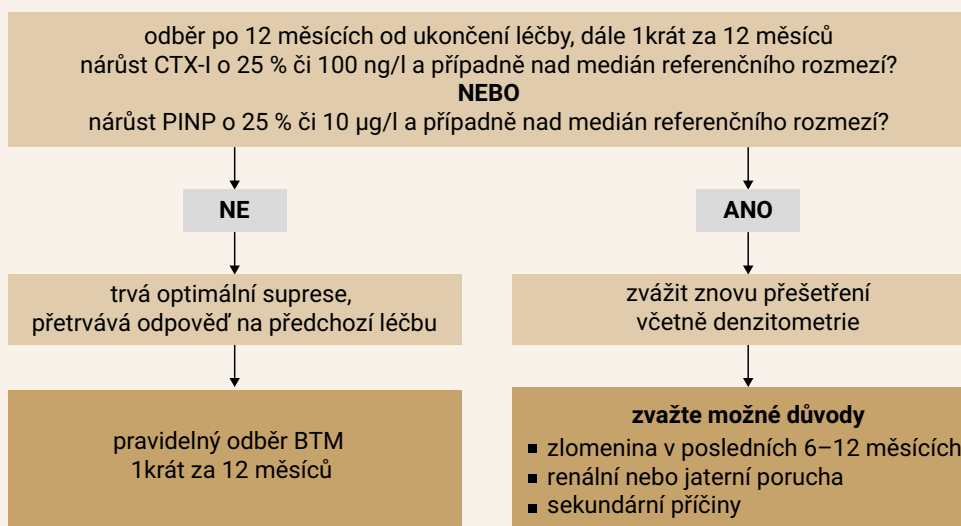 odběr po 12 měsících od ukončení léčby, dále 1krát za 12 měsíců
nárůst CTX-I o 25 % či 100 ng/l a případně nad medián referenčního rozmezí?
NEBO
nárůst PINP o 25 % či 10 µg/l a případně nad medián referenčního rozmezí?
NE
ANO
trvá optimální suprese,
přetrvává odpověď na předchozí léčbu
zvážit znovu přešetření
včetně denzitometrie
pravidelný odběr BTM
1krát za 12 měsíců
zvažte možné důvody
▪ zlomenina v posledních 6–12 měsících
▪ renální nebo jaterní porucha
▪ sekundární příčiny